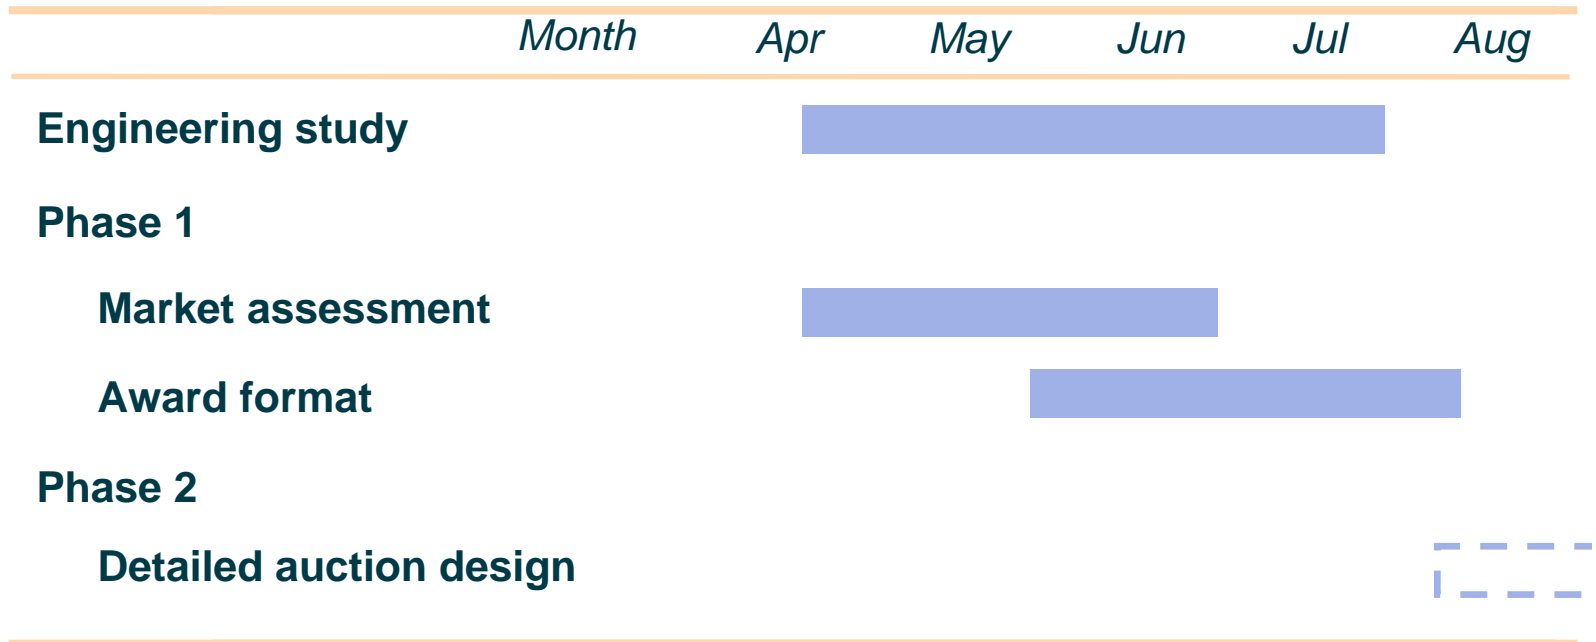 Month Apr May Jun Jul Aug
Engineering study
Phase 1
Market assessment
Award format
Phase 2
Detailed auction design